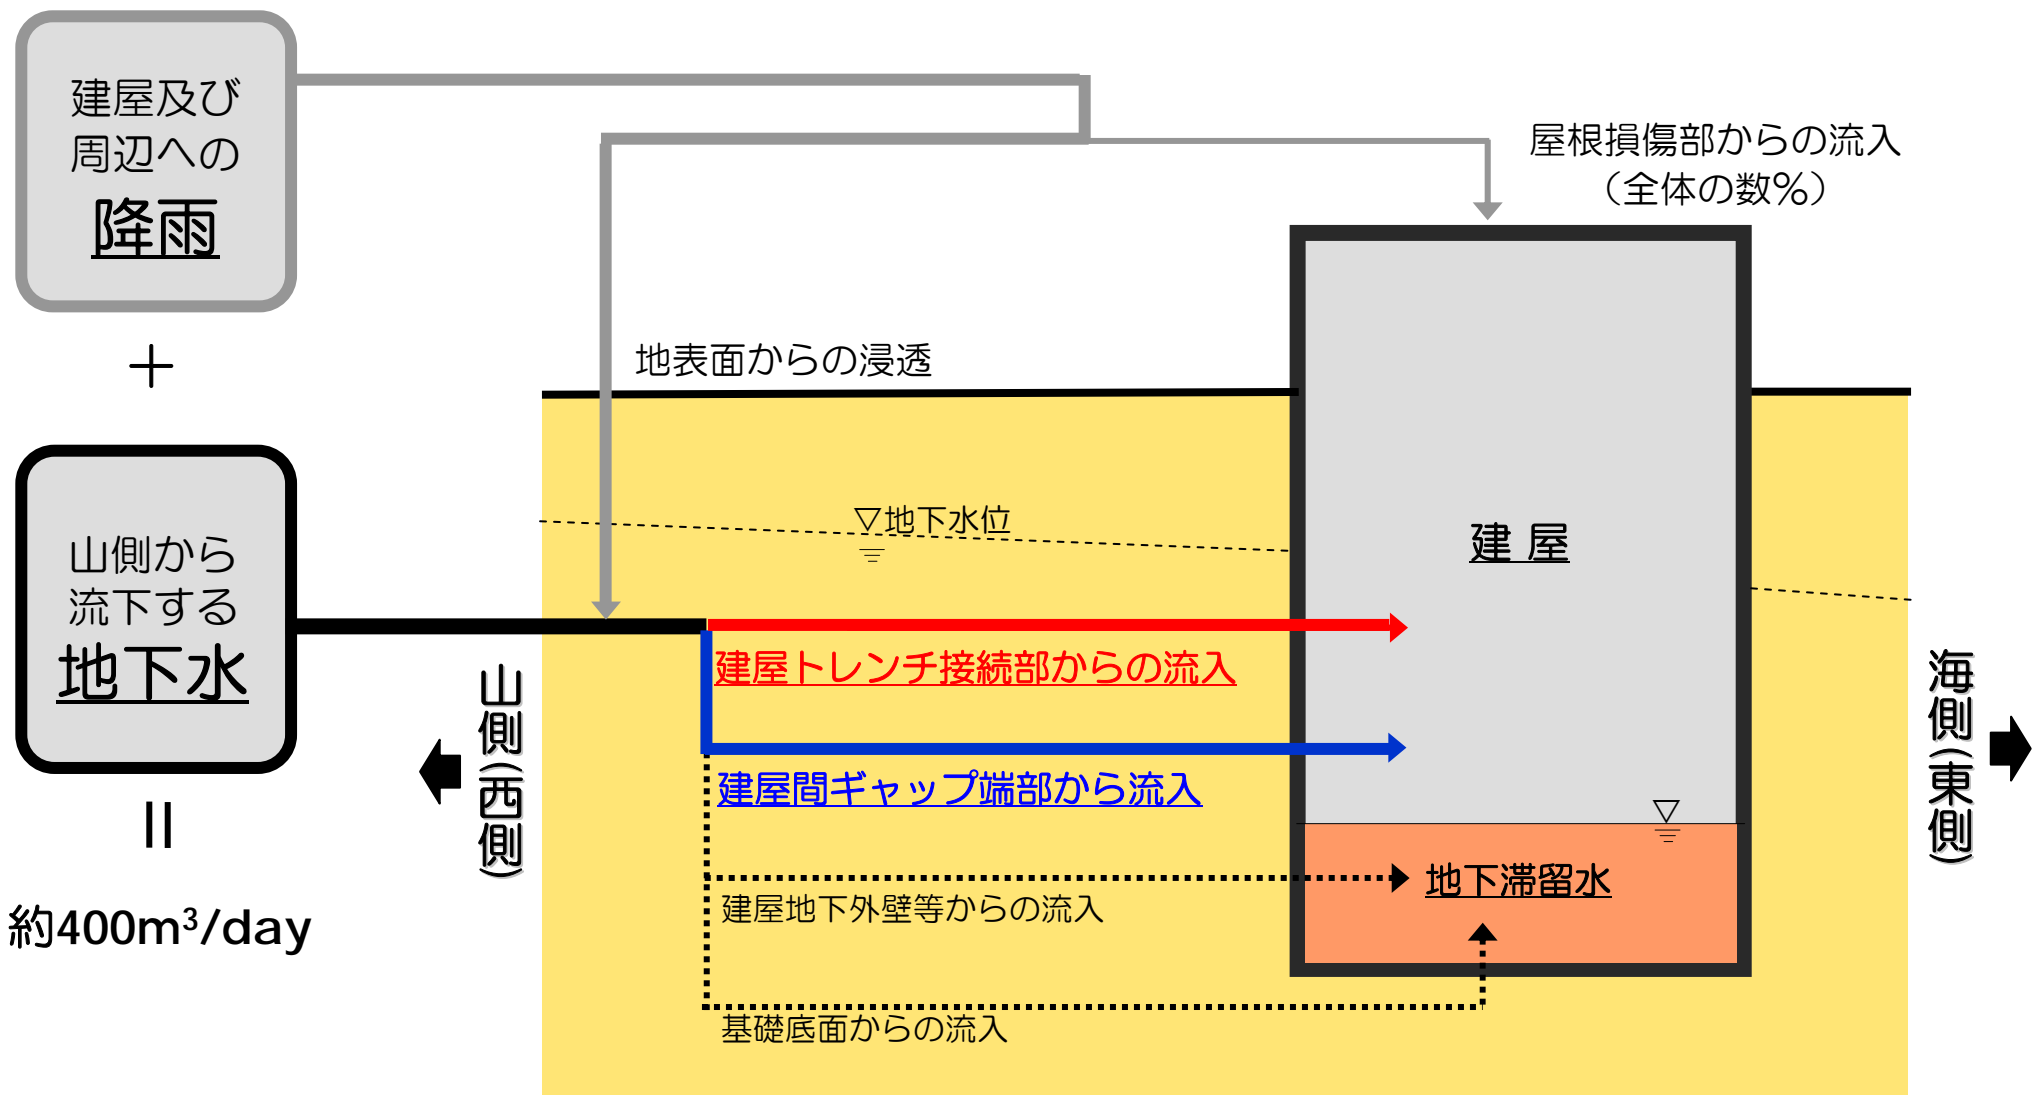 建屋及び
周辺への
降雨
＋
山側から
流下する
地下水
＝
約400m³/day
屋根損傷部からの流入
（全体の数％）
地表面からの浸透
▽地下水位
建 屋
建屋トレンチ接続部からの流入
建屋間ギャップ端部から流入
地下滞留水
建屋地下外壁等からの流入
基礎底面からの流入
山側(西側)
海側(東側)